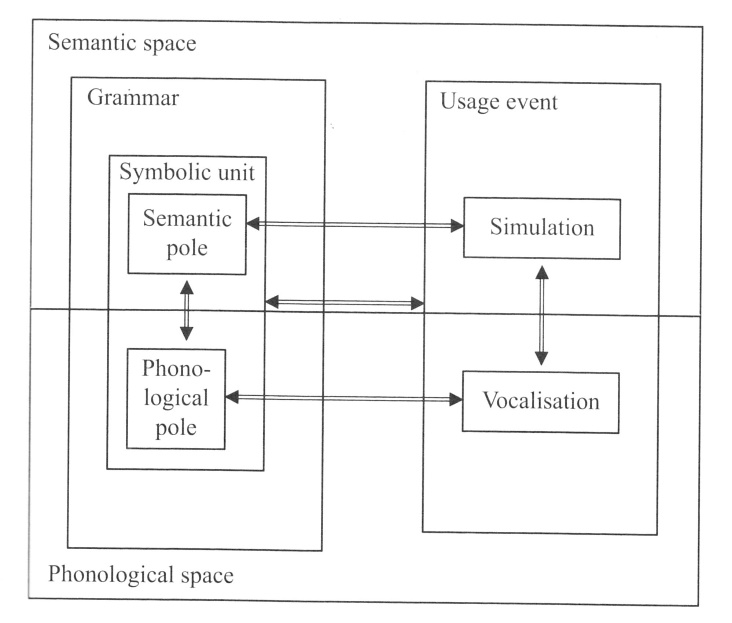 Semantic space
Grammar
Usage event
Symbolic unit
Semantic
pole
Simulation
Phono-
logical
pole
Vocalisation
Phonological space